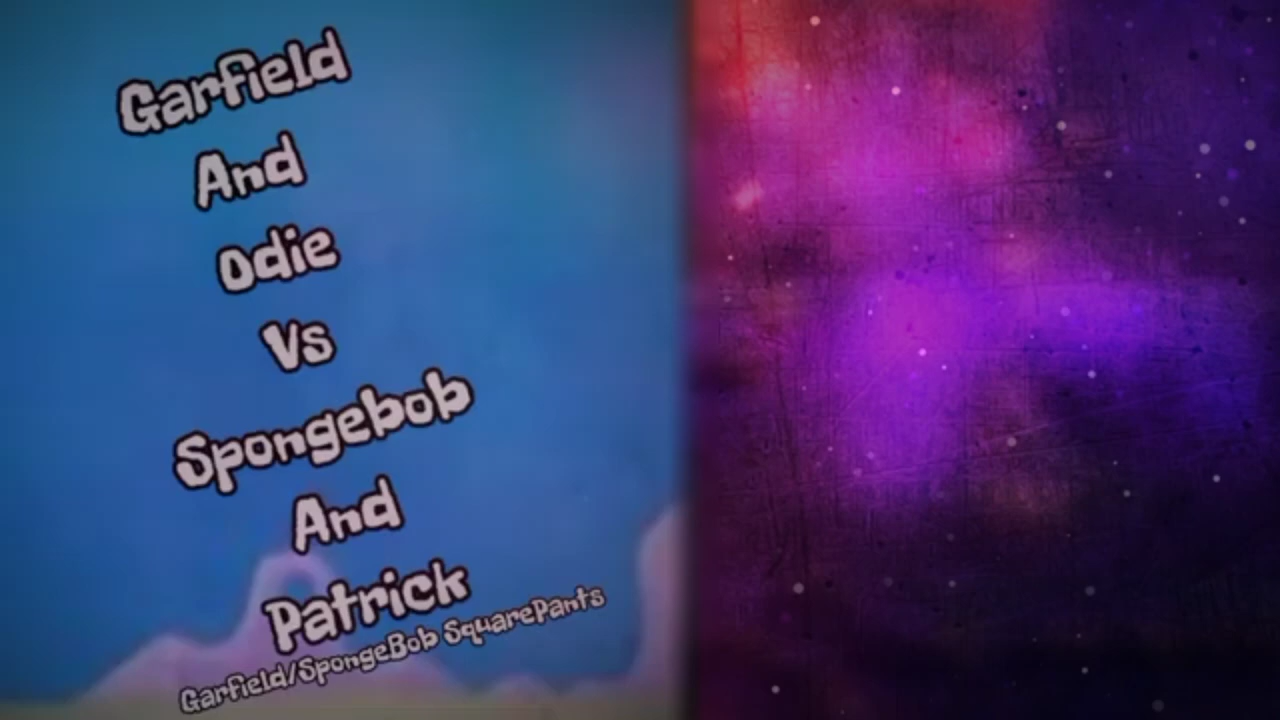 Garfield
And
Odie
Vs
Spongebob
And
Patrick
Garfield/SpongeBob SquarePants